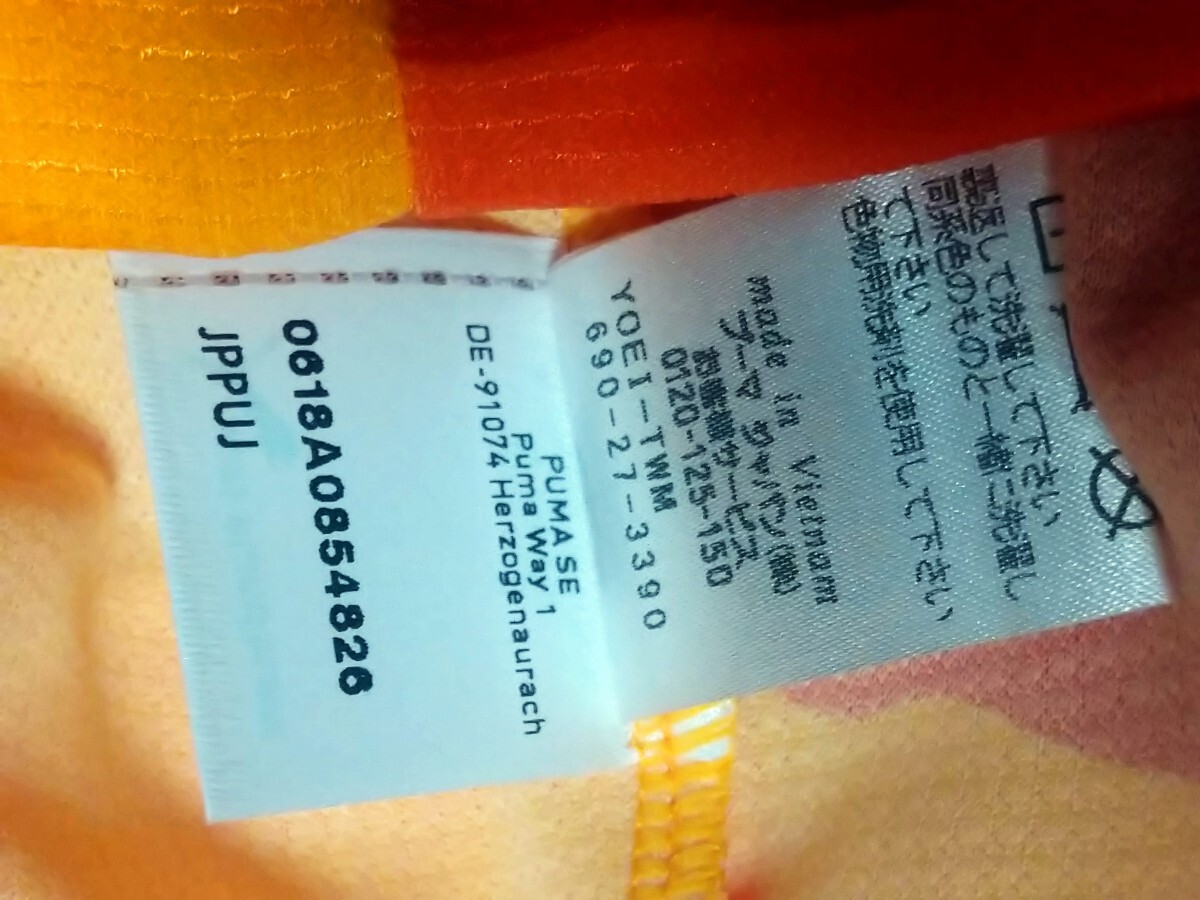 裏返して洗濯して下さい
同系色のものと一緒に洗濯し
て下さい
色物用洗剤を使用して下さい
made in Vietnam
プーマ ジャパン(株)
お客様サービス
0120-125-150
YOEI-TWM
690-27-3390
PUMA SE
Puma Way 1
DE-91074 Herzogenaurach
0618A0854826
JPPUJ